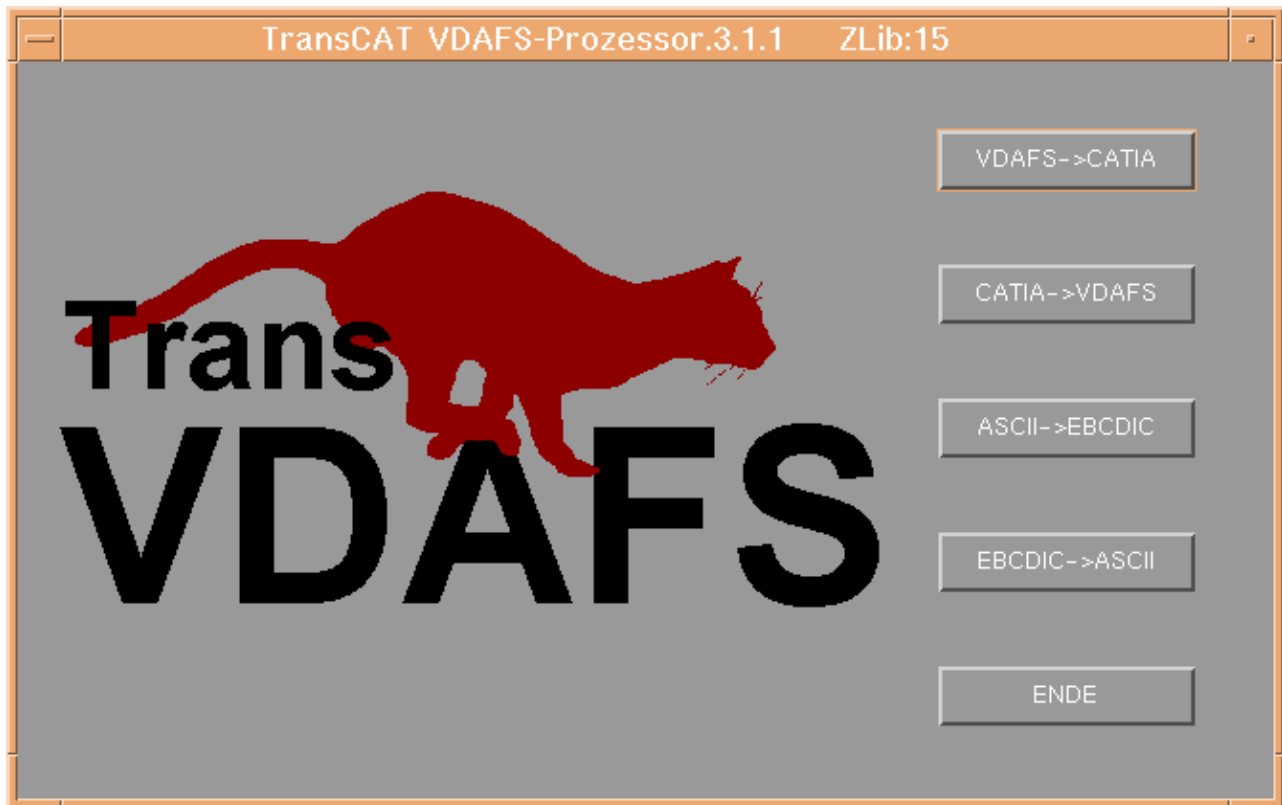 TransCAT VDAFS-Prozessor.3.1.1 ZLib:15
Trans
VDAFS
VDAFS->CATIA
CATIA->VDAFS
ASCII->EBCDIC
EBCDIC->ASCII
ENDE